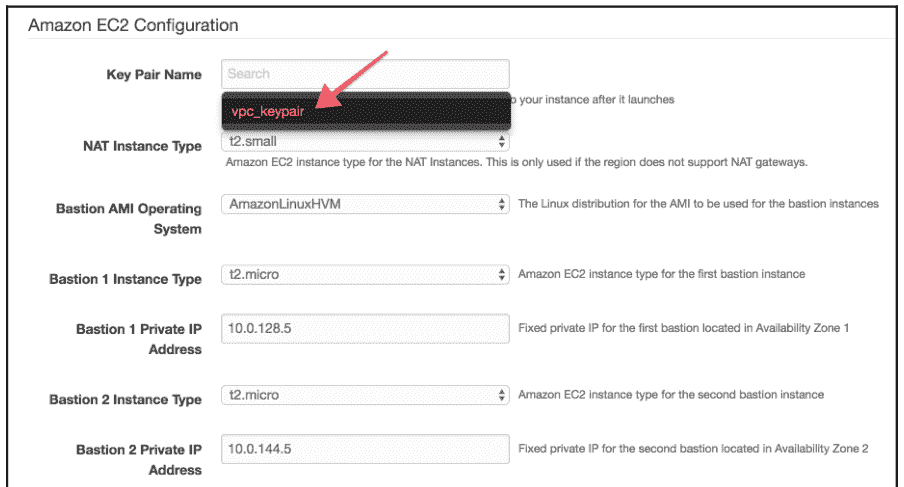 Amazon EC2 Configuration
Key Pair Name
Search
your instance after it launches
vpc_keypair
NAT Instance Type
t2.small
Amazon EC2 instance type for the NAT Instances. This is only used if the region does not support NAT gateways.
Bastion AMI Operating
System
AmazonLinuxHVM
The Linux distribution for the AMI to be used for the bastion instances
Bastion 1 Instance Type
t2.micro
Amazon EC2 instance type for the first bastion instance
Bastion 1 Private IP
Address
10.0.128.5
Fixed private IP for the first bastion located in Availability Zone 1
Bastion 2 Instance Type
t2.micro
Amazon EC2 instance type for the second bastion instance
Bastion 2 Private IP
Address
10.0.144.5
Fixed private IP for the second bastion located in Availability Zone 2